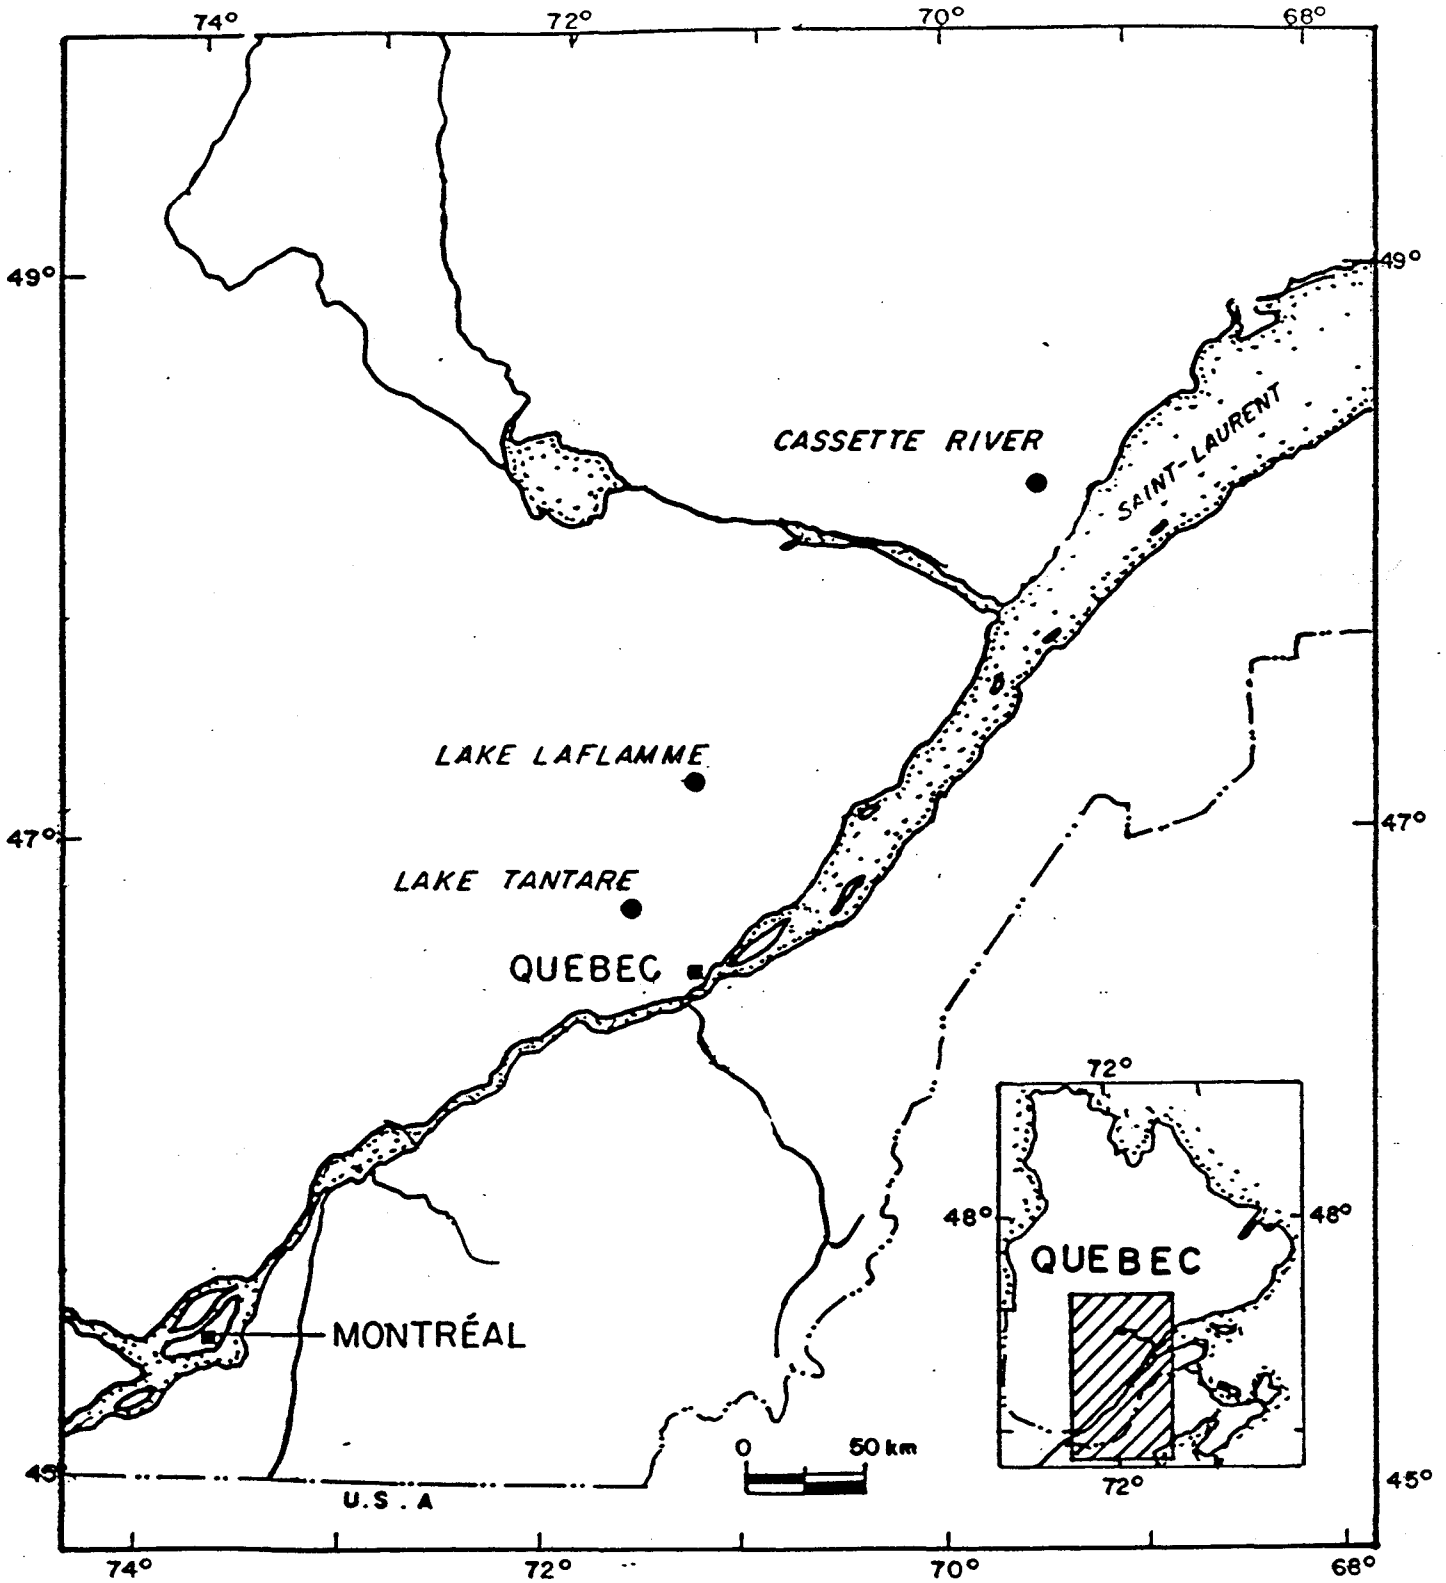 74° 72° 70° 68°
49° 49°
CASSETTE RIVER
SAINT-LAURENT
LAKE LAFLAMME
47° 47°
LAKE TANTARE
QUEBEC
72°
48° 48°
QUEBEC
MONTRÉAL
0 50 km
72°
45° 45°
U.S.A
74° 72° 70° 68°